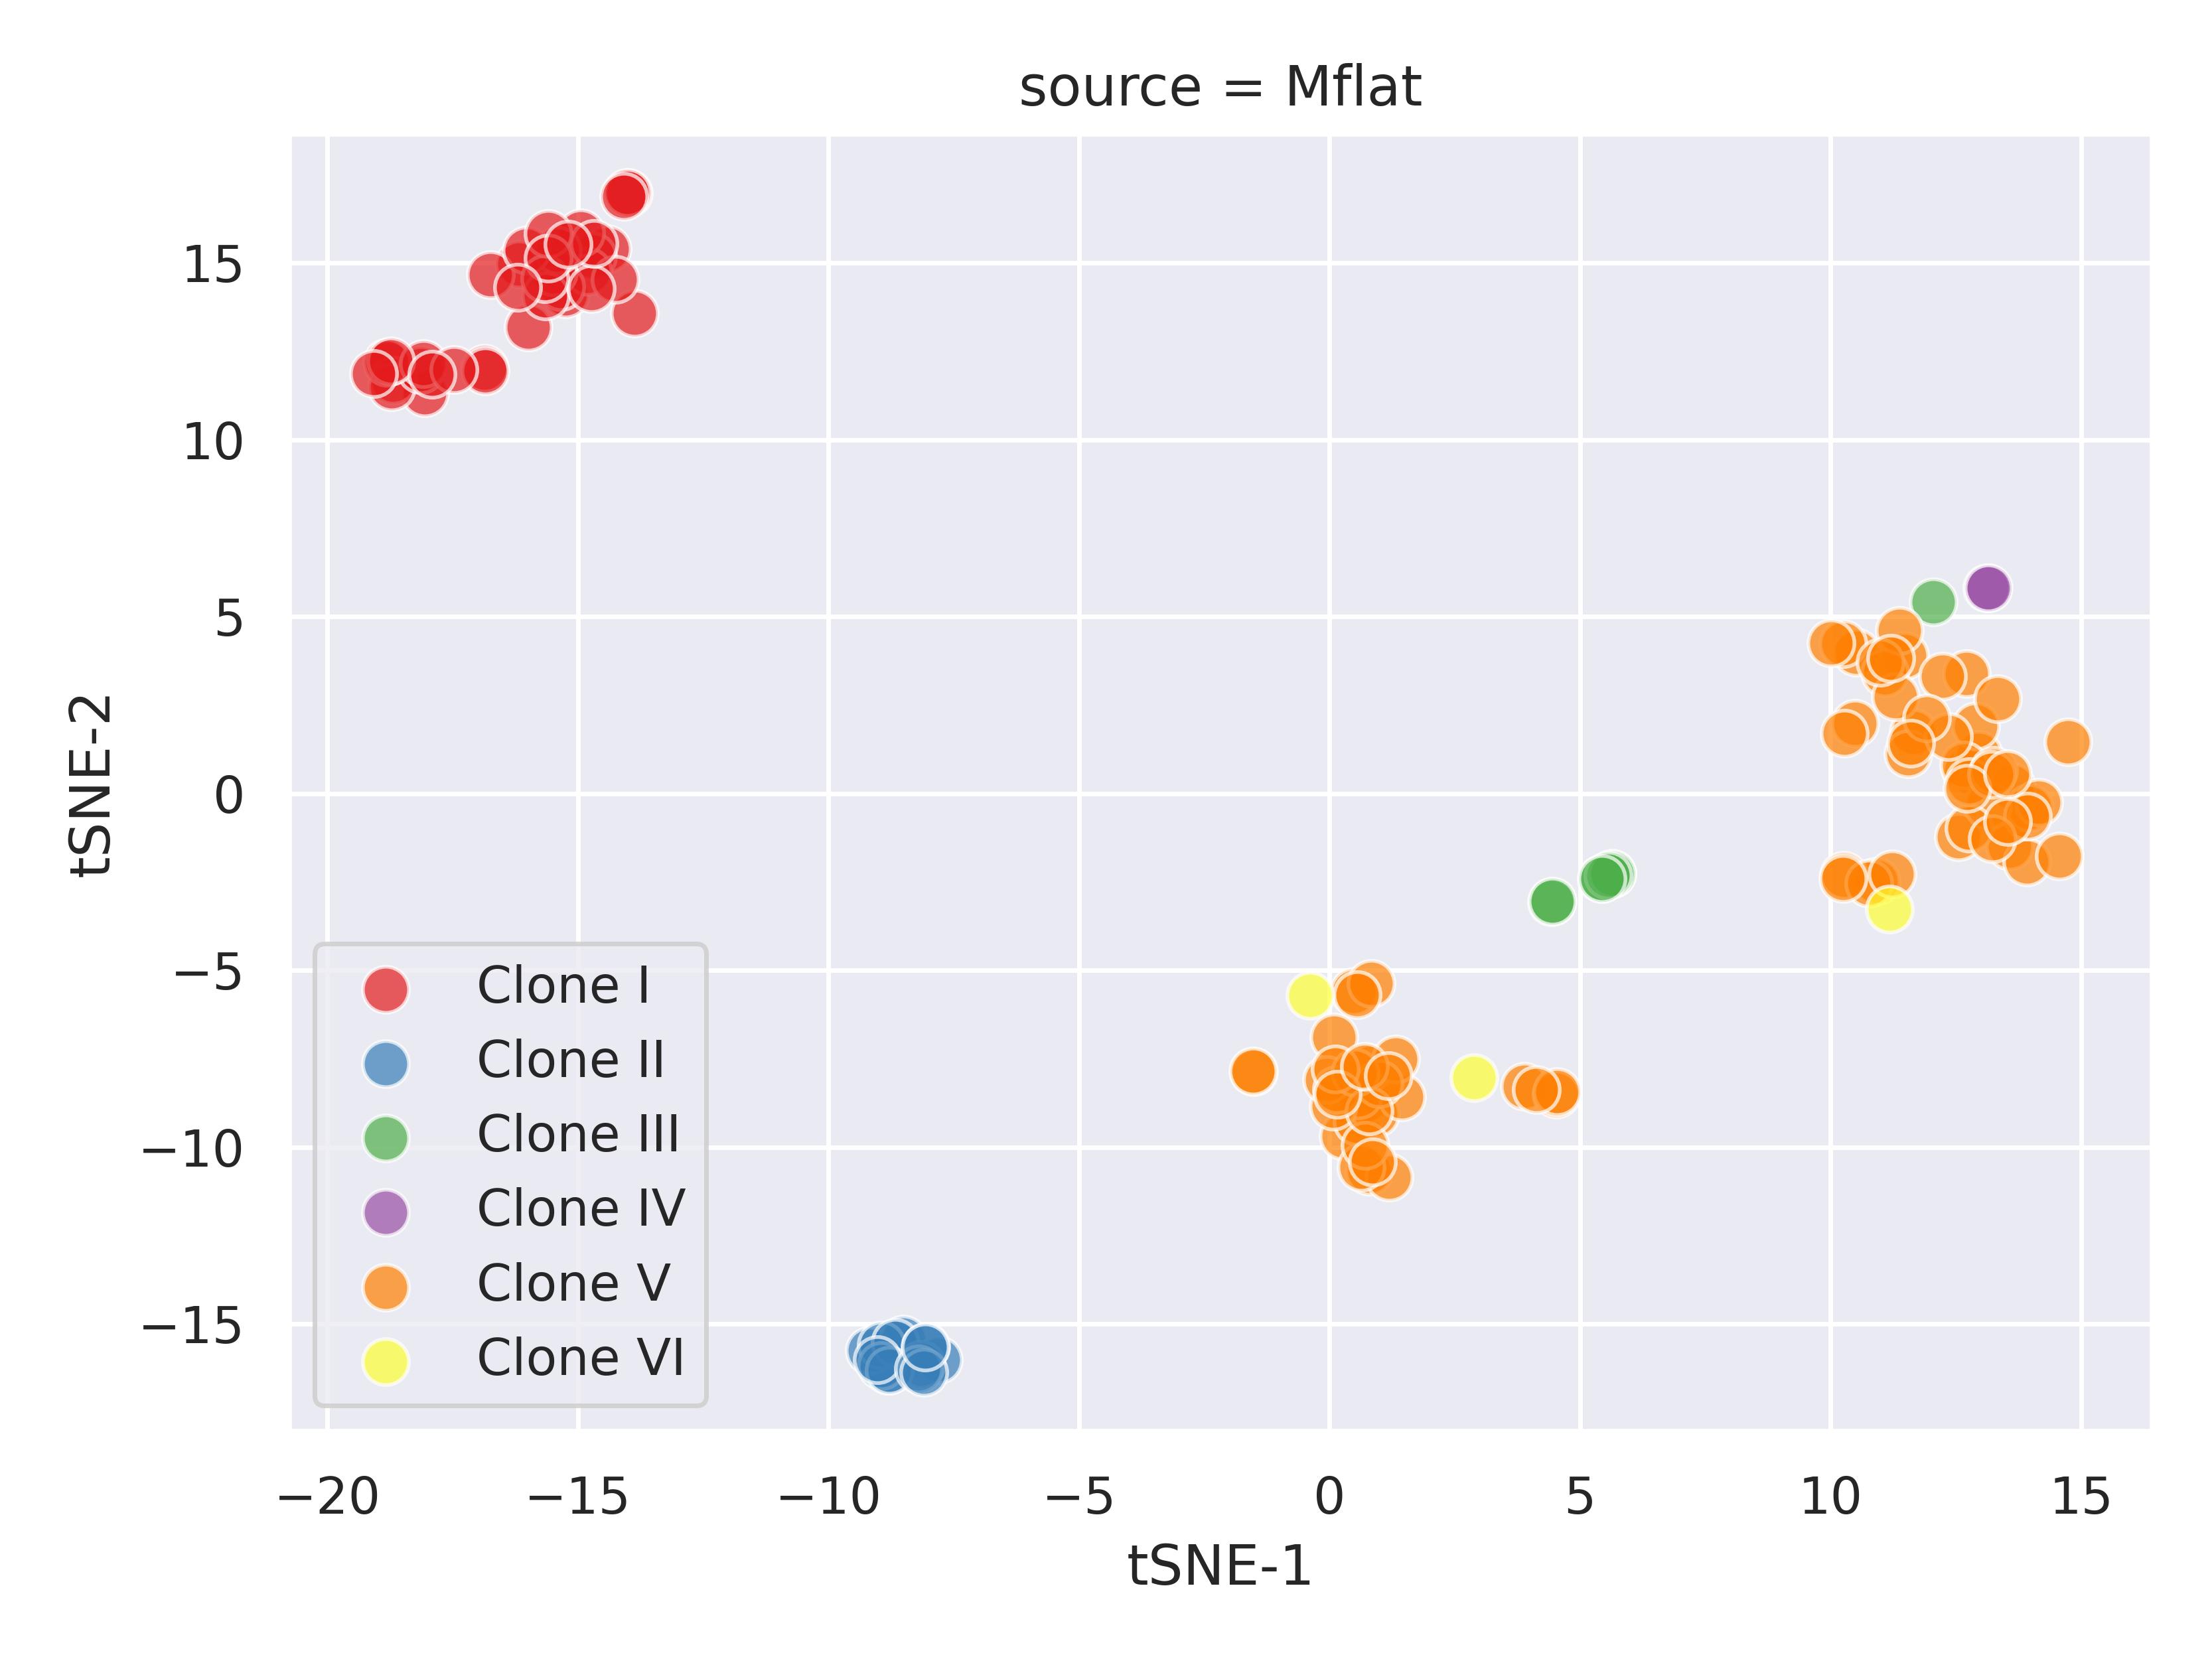 source = Mflat
tSNE-2
15
10
5
0
−5
−10
−15
Clone I
Clone II
Clone III
Clone IV
Clone V
Clone VI
−20 −15 −10 −5 0 5 10 15
tSNE-1